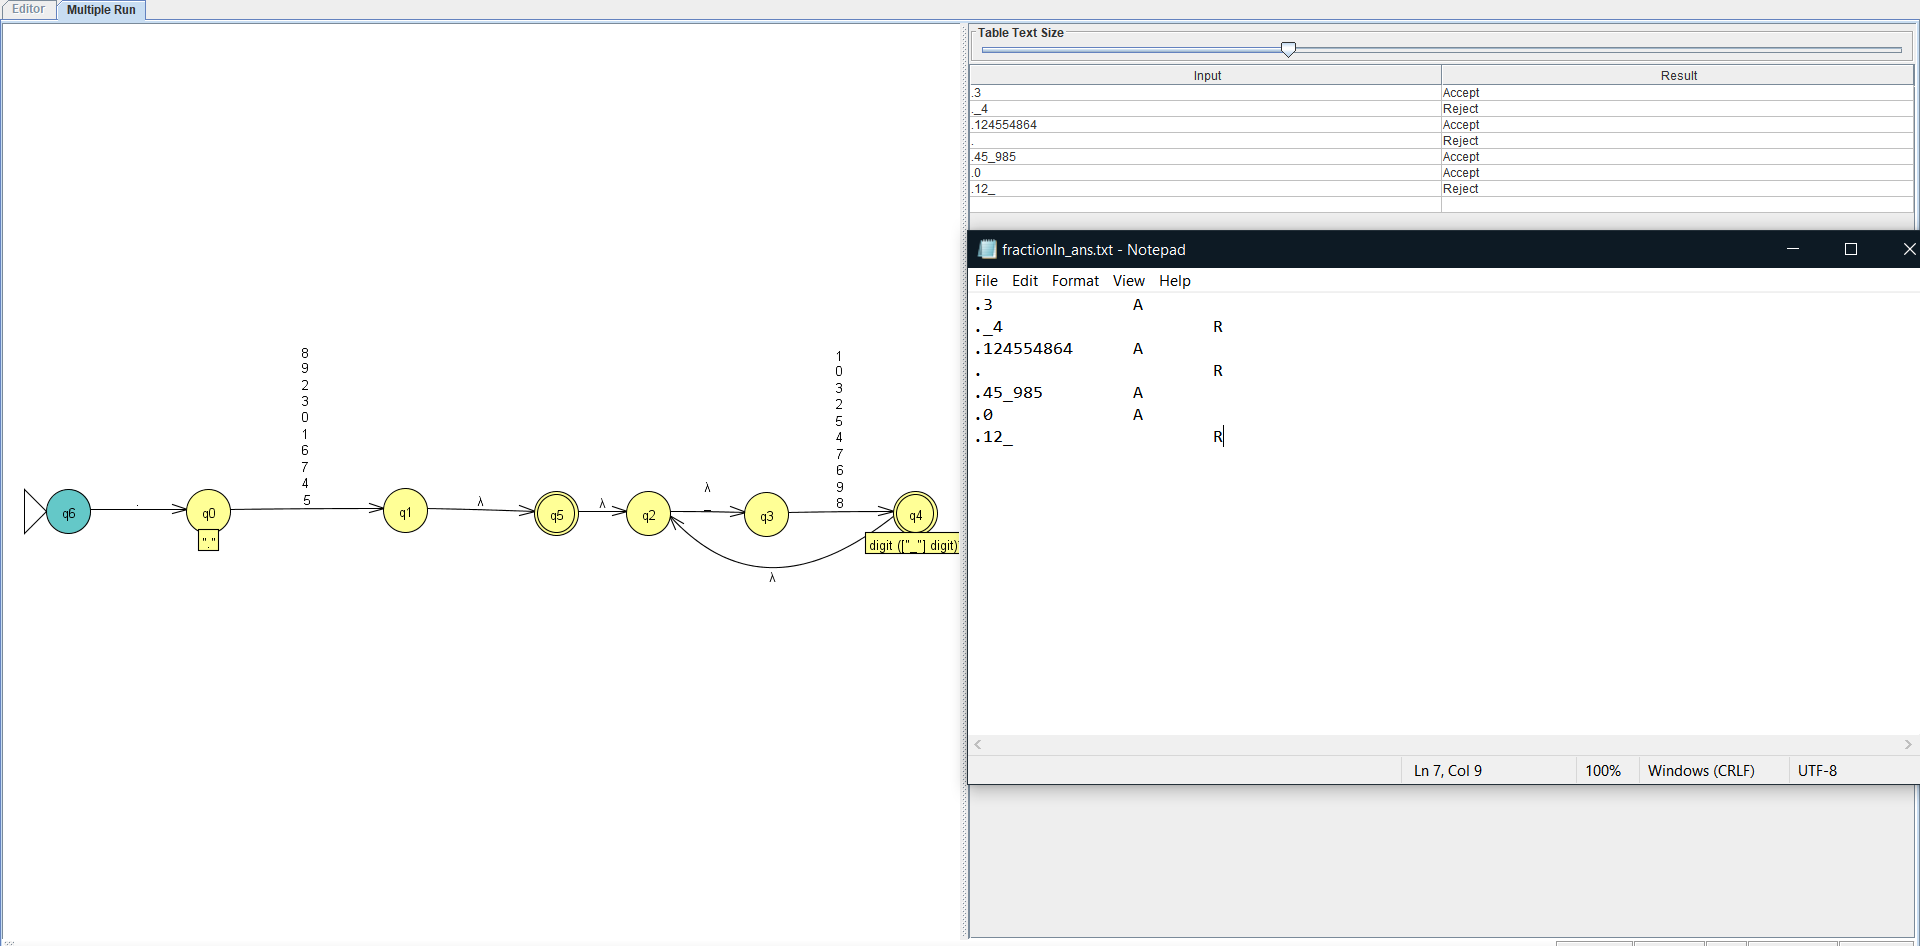 Editor Multiple Run
Table Text Size
Input Result
.3 Accept
._4 Reject
.124554864 Accept
. Reject
.45_985 Accept
.0 Accept
.12_ Reject
fractionIn_ans.txt - Notepad
File Edit Format View Help
.3 A
._4 R
.124554864 A
. R
.45_985 A
.0 A
.12_ R
Ln 7, Col 9 100% Windows (CRLF) UTF-8
8
9
2
3
0
1
6
7
4
5
1
0
3
2
5
4
7
6
9
8
q6 . q0 q1 λ q5 λ q2 λ _ q3 q4
"."
digit (["_"] digit)
λ